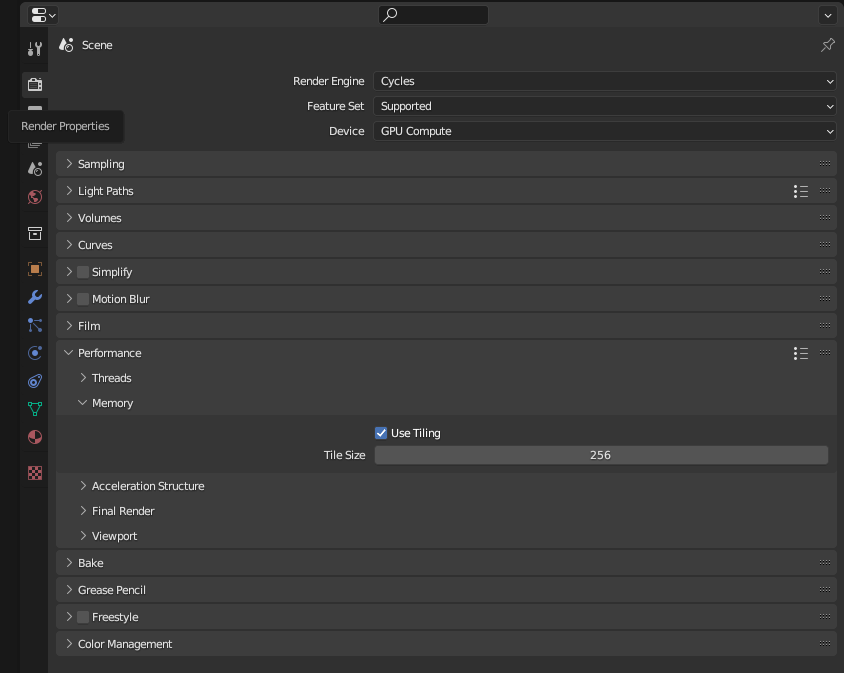 Scene
Render Engine Cycles
Feature Set Supported
Render Properties
Device GPU Compute
Sampling
Light Paths
Volumes
Curves
Simplify
Motion Blur
Film
Performance
Threads
Memory
Use Tiling
Tile Size 256
Acceleration Structure
Final Render
Viewport
Bake
Grease Pencil
Freestyle
Color Management